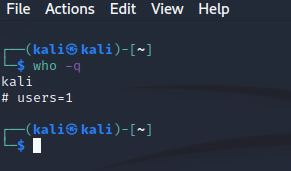 File Actions Edit View Help
┌──(kali㉿kali)-[~]
└─$ who -q
kali
# users=1
┌──(kali㉿kali)-[~]
└─$